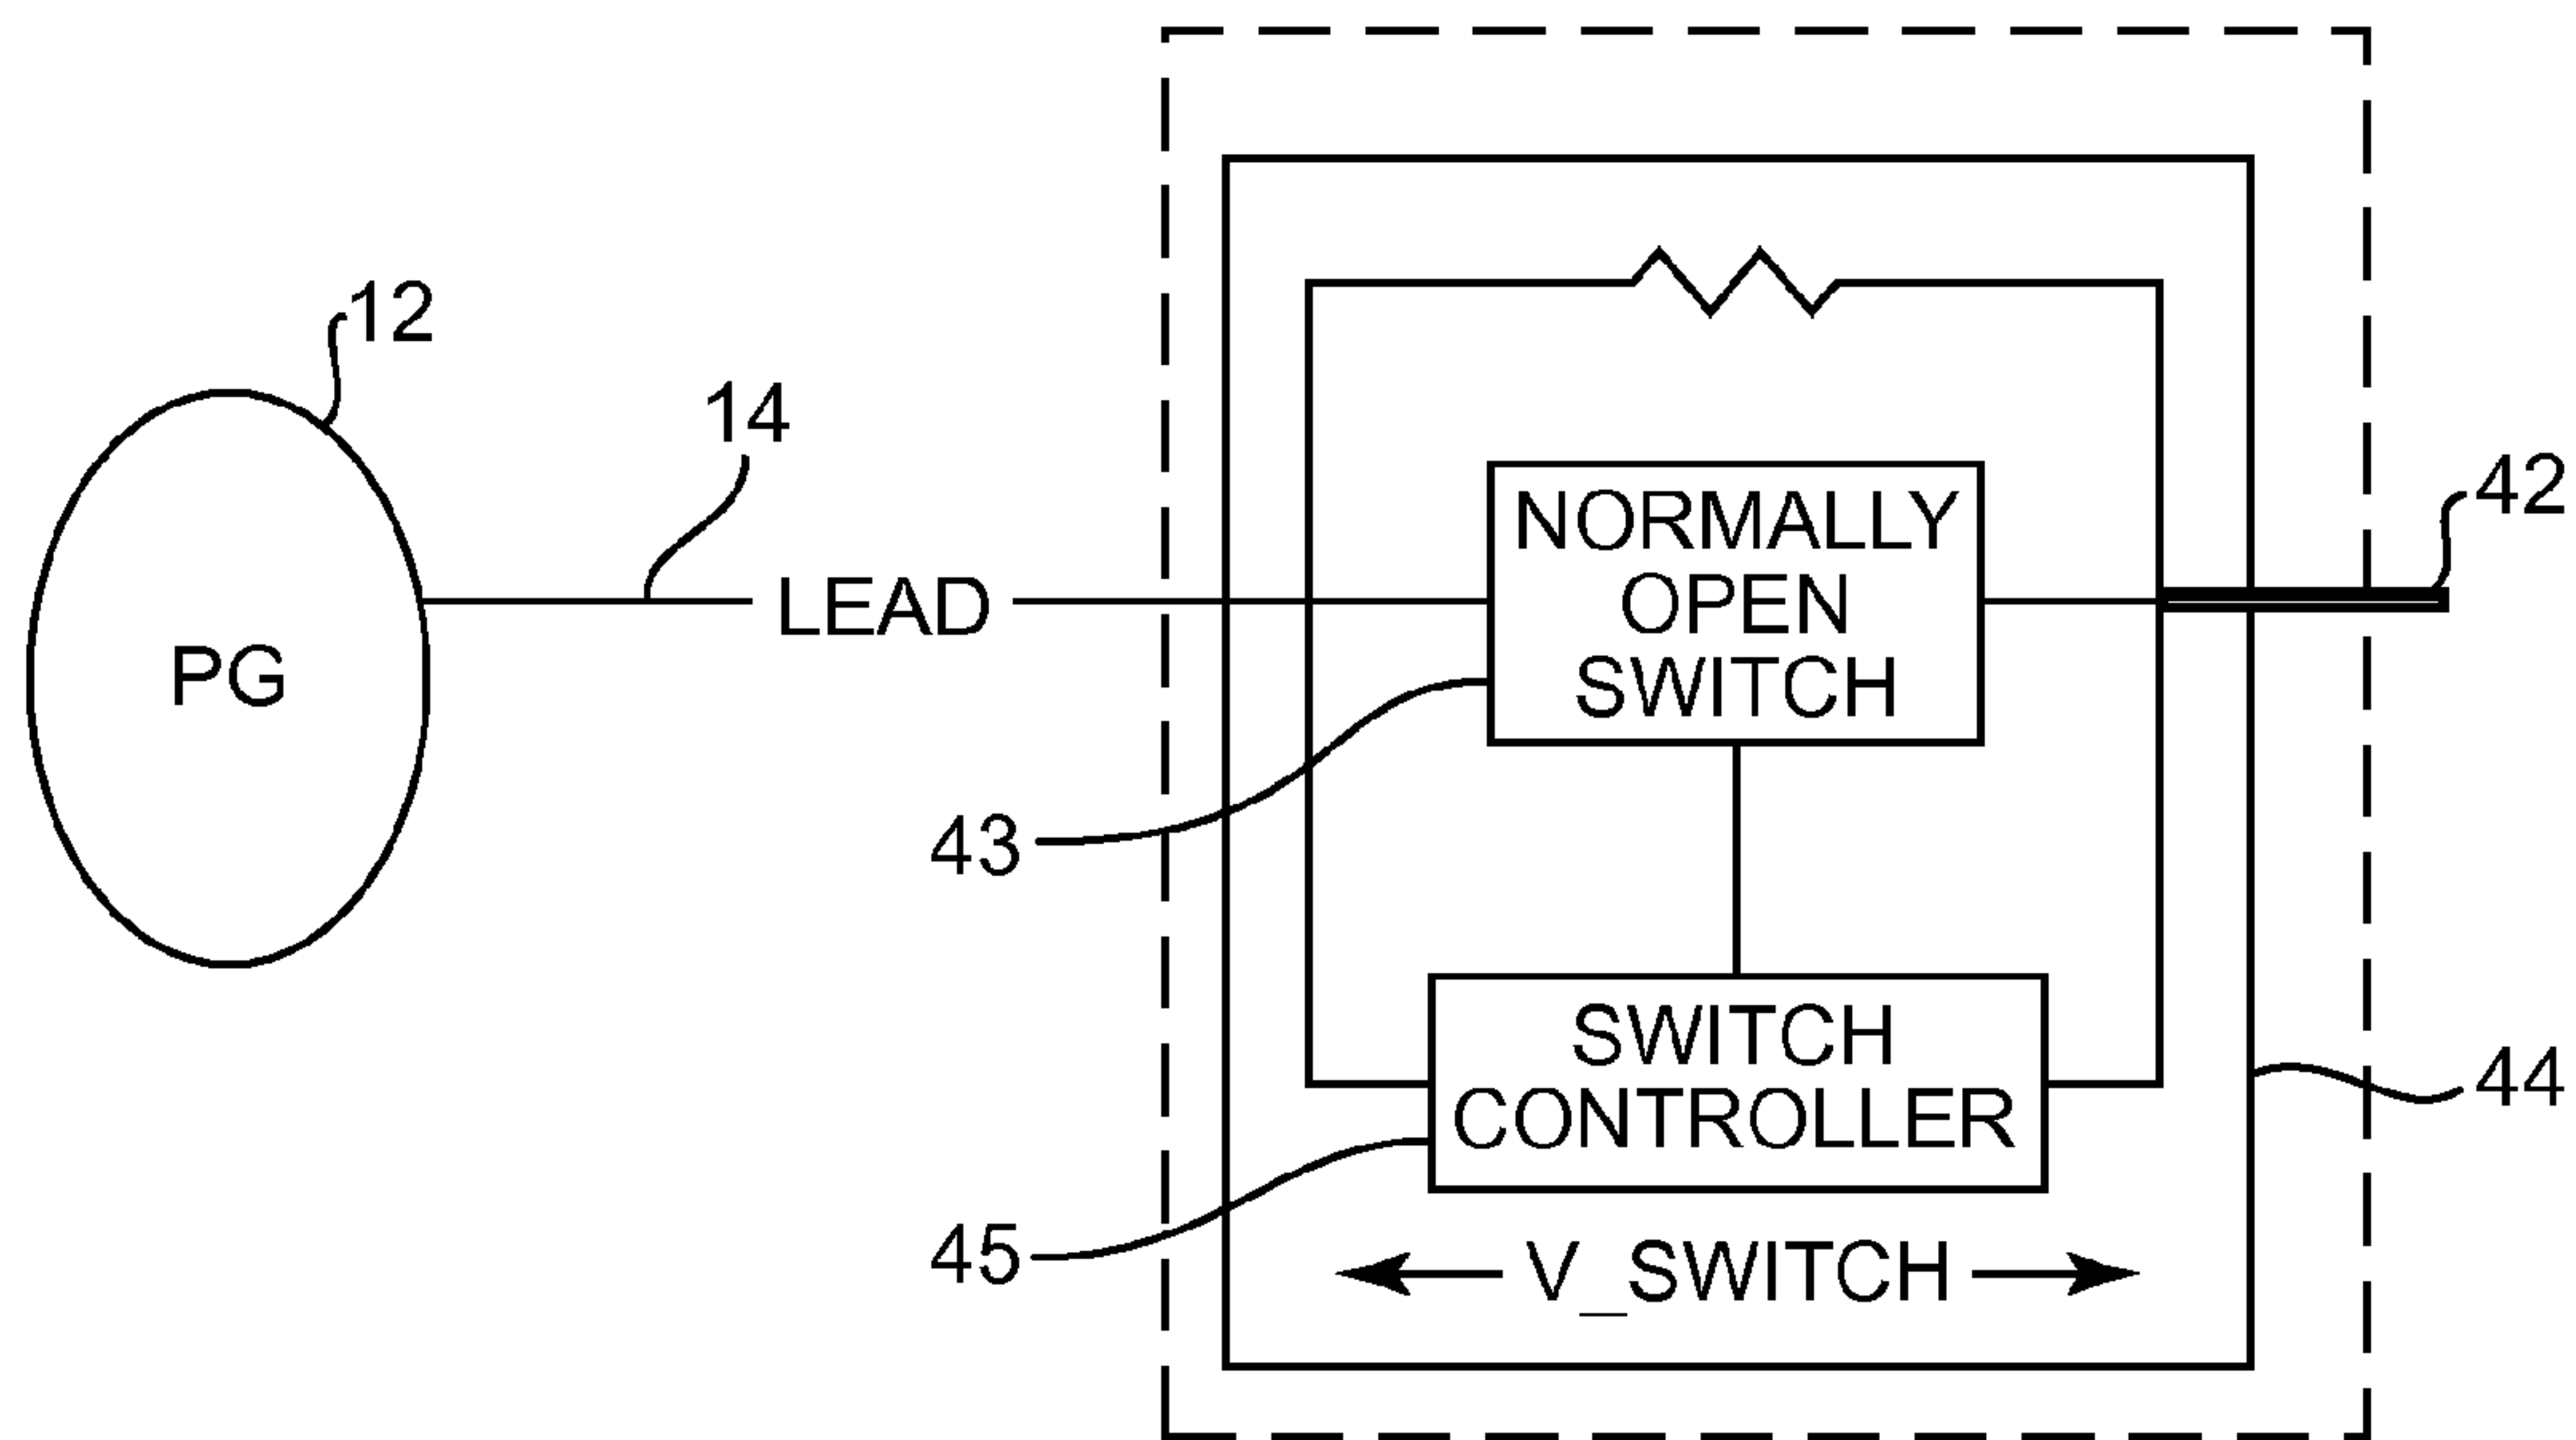 12
14
PG
LEAD
NORMALLY
OPEN
SWITCH
42
43
SWITCH
CONTROLLER
44
45
V_SWITCH